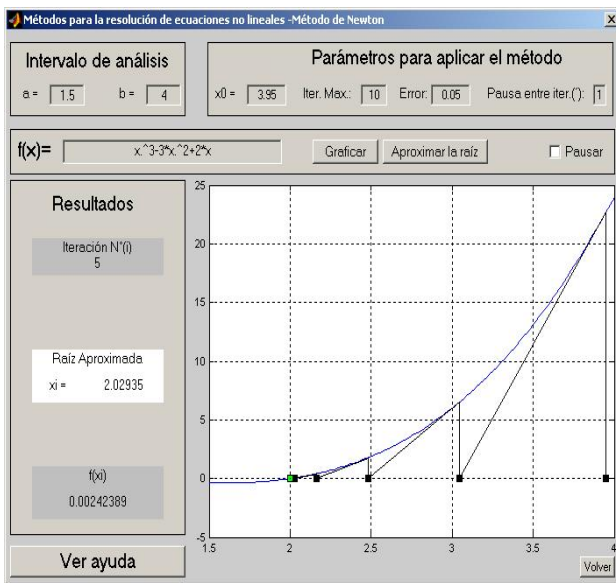 Métodos para la resolución de ecuaciones no lineales -Método de Newton
Intervalo de análisis
a = 1.5 b = 4
Parámetros para aplicar el método
x0 = 3.95 Iter. Max.: 10 Error: 0.05 Pausa entre iter.('): 1
f(x)= x.^3-3*x.^2+2*x Graficar Aproximar la raíz Pausar
Resultados
Iteración N°(i)
5
Raíz Aproximada
xi = 2.02935
f(xi)
0.00242389
Ver ayuda
25
20
15
10
5
0
-5
1.5 2 2.5 3 3.5 4
Volver